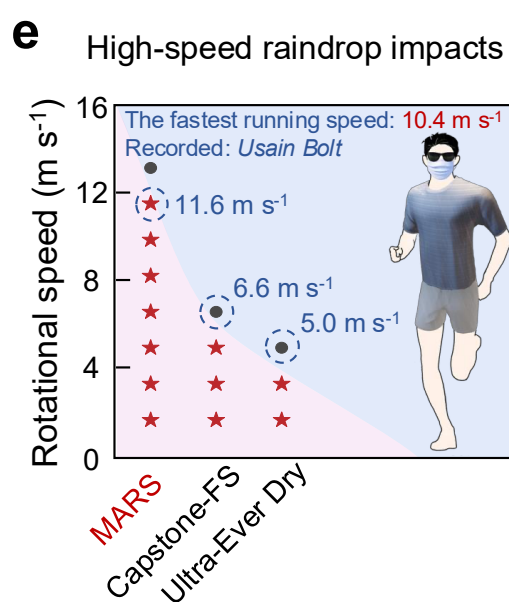 e
High-speed raindrop impacts
Rotational speed (m s⁻¹)
16
12
8
4
0
The fastest running speed: 10.4 m s⁻¹
Recorded: Usain Bolt
11.6 m s⁻¹
6.6 m s⁻¹
5.0 m s⁻¹
MARS
Capstone-FS
Ultra-Ever Dry